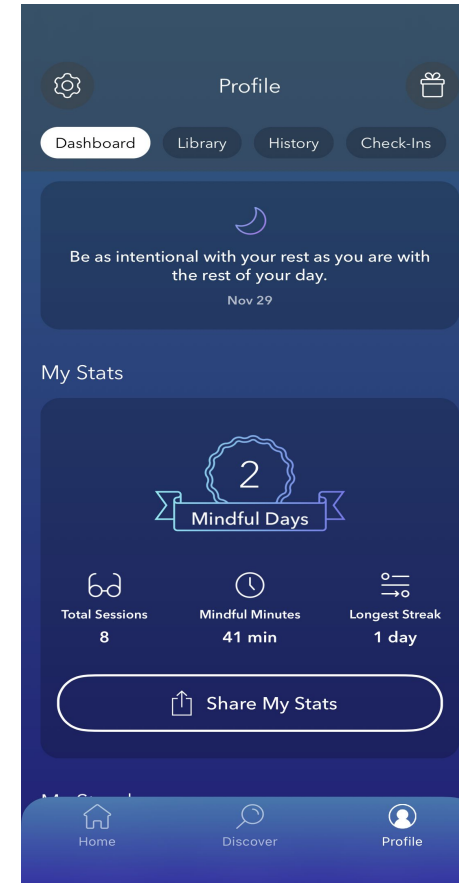 Profile
Dashboard Library History Check-Ins
Be as intentional with your rest as you are with
the rest of your day.
Nov 29
My Stats
2
Mindful Days
Total Sessions Mindful Minutes Longest Streak
8 41 min 1 day
Share My Stats
Home Discover Profile